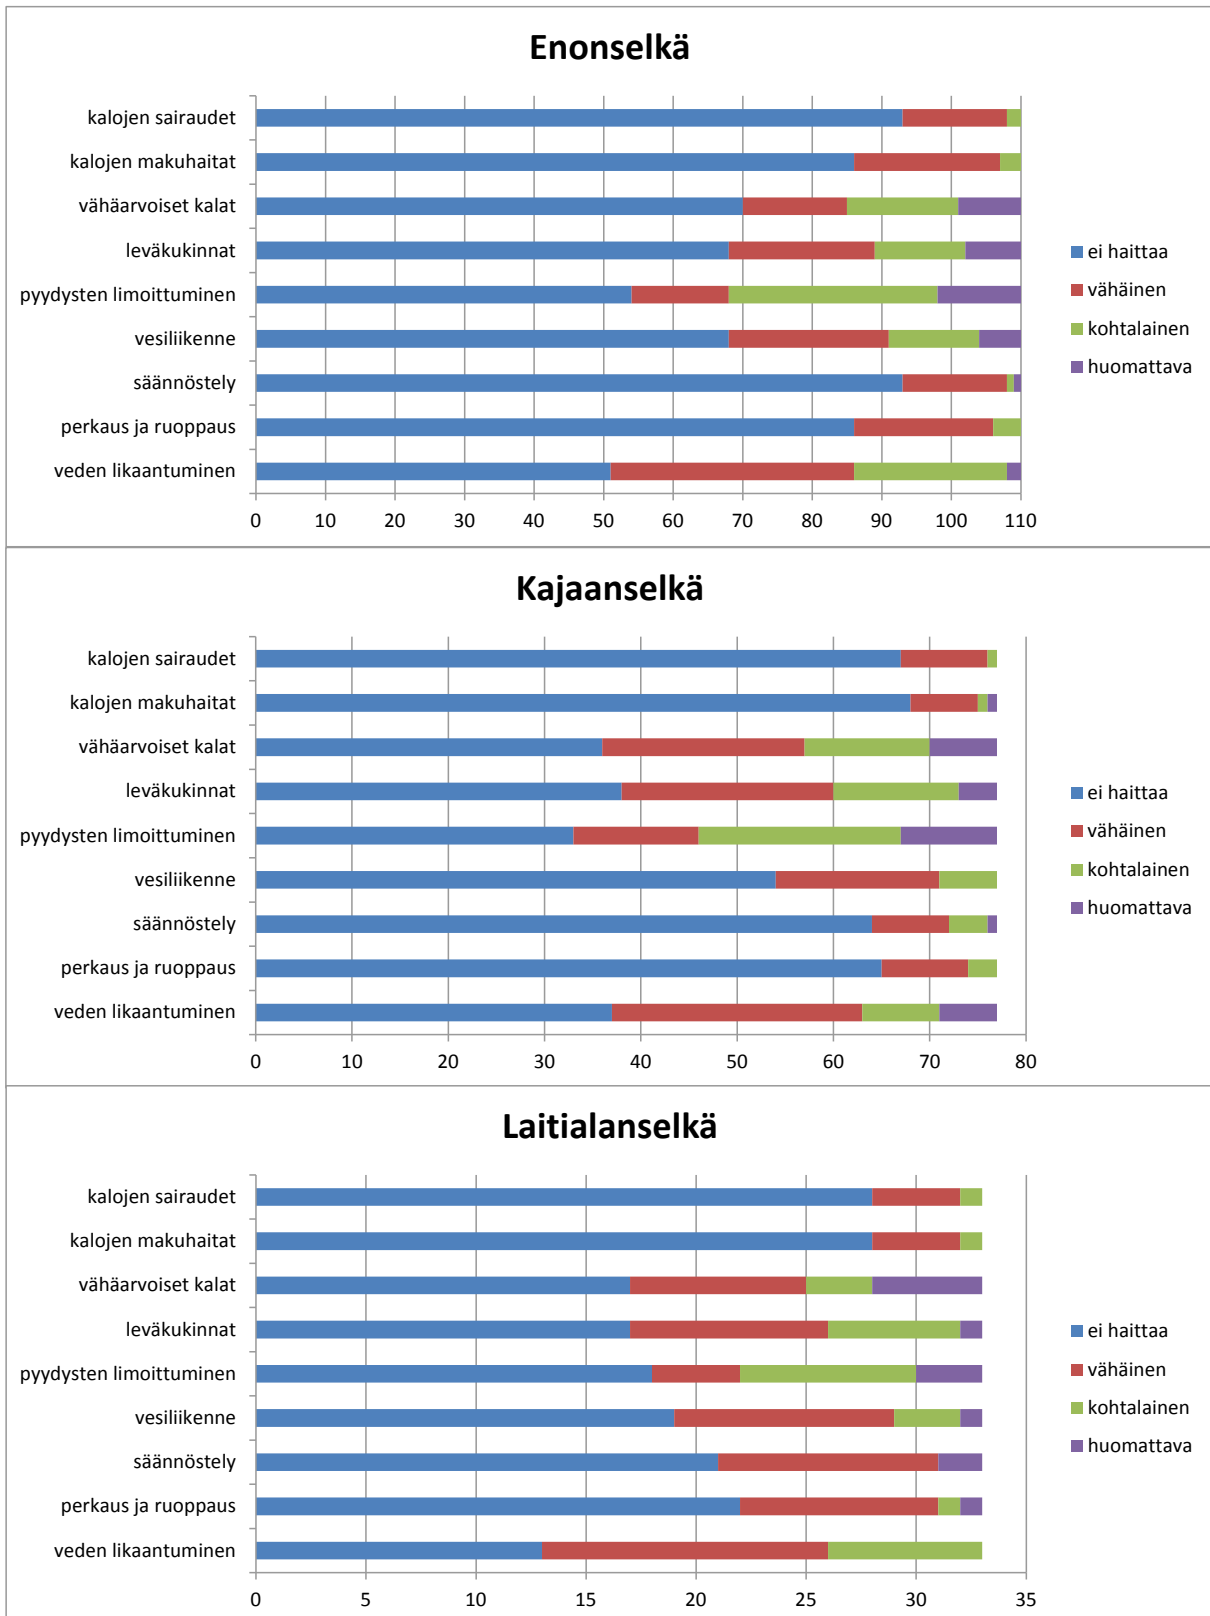 Enonselkä
kalojen sairaudet
kalojen makuhaitat
vähäarvoiset kalat
leväkukinnat
pyydysten limoittuminen
vesiliikenne
säännöstely
perkaus ja ruoppaus
veden likaantuminen
0 10 20 30 40 50 60 70 80 90 100 110
ei haittaa
vähäinen
kohtalainen
huomattava
Kajaanselkä
kalojen sairaudet
kalojen makuhaitat
vähäarvoiset kalat
leväkukinnat
pyydysten limoittuminen
vesiliikenne
säännöstely
perkaus ja ruoppaus
veden likaantuminen
0 10 20 30 40 50 60 70 80
ei haittaa
vähäinen
kohtalainen
huomattava
Laitialanselkä
kalojen sairaudet
kalojen makuhaitat
vähäarvoiset kalat
leväkukinnat
pyydysten limoittuminen
vesiliikenne
säännöstely
perkaus ja ruoppaus
veden likaantuminen
0 5 10 15 20 25 30 35
ei haittaa
vähäinen
kohtalainen
huomattava